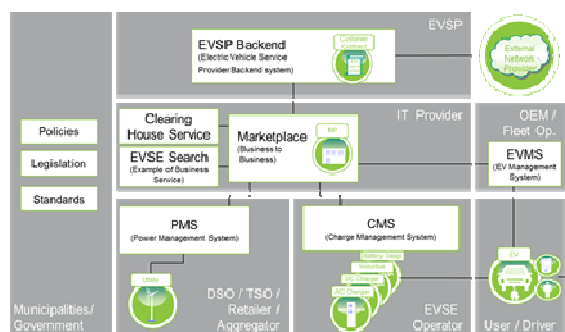 EVSP
EVSP Backend
(Electric Vehicle Service
Provider Backend system)
Customer
Contract
External
Network
Provider
IT Provider
OEM /
Fleet Op.
Clearing
House Service
EVSE Search
(Example of Business
Service)
Marketplace
(Business to
Business)
MP
EVMS
(EV Management
System)
Policies
Legislation
Standards
PMS
(Power Management System)
CMS
(Charge Management System)
Utility
Battery Swap
Inductive
DC Charger
AC Charger
EV
Municipalities/
Government
DSO / TSO /
Retailer /
Aggregator
EVSE
Operator
User / Driver